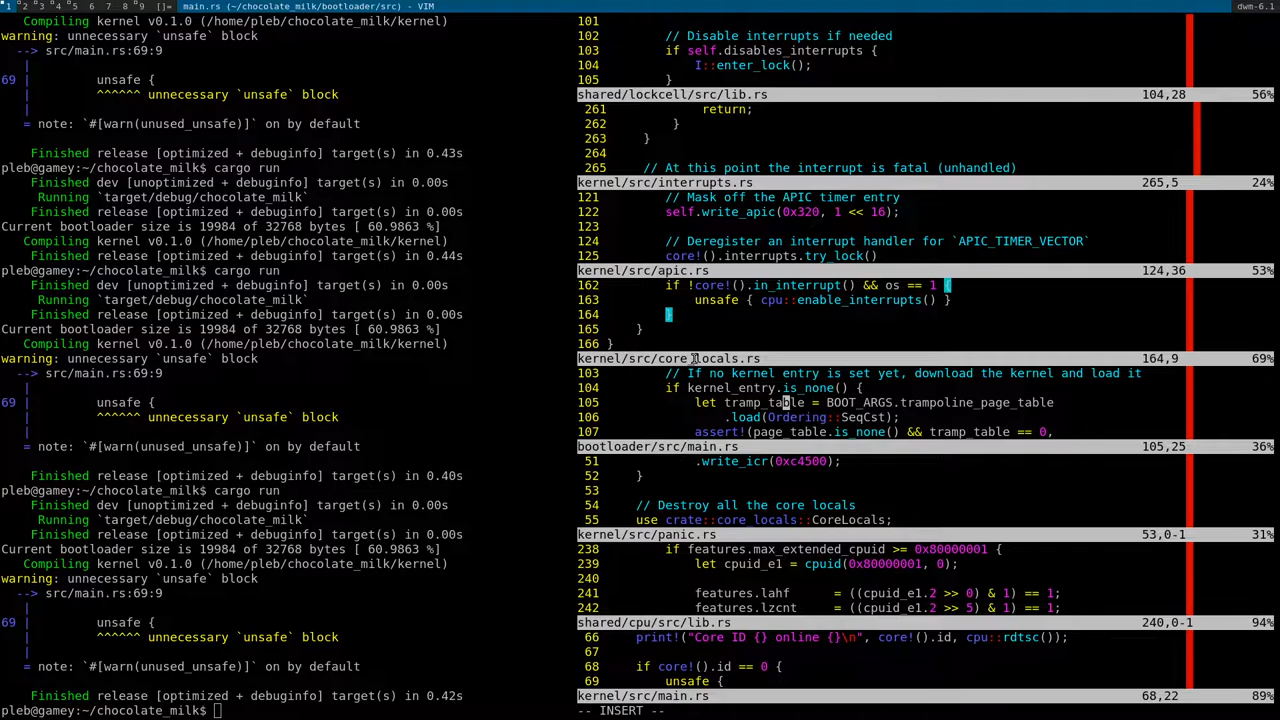 1 2 3 4 5 6 7 8 9 []= main.rs (~/chocolate_milk/bootloader/src) - VIM dwm-6.1
Compiling kernel v0.1.0 (/home/pleb/chocolate_milk/kernel)
warning: unnecessary `unsafe` block
--> src/main.rs:69:9
|
69 | unsafe {
| ^^^^^^ unnecessary `unsafe` block
|
= note: `#[warn(unused_unsafe)]` on by default
Finished release [optimized + debuginfo] target(s) in 0.43s
pleb@gamey:~/chocolate_milk$ cargo run
Finished dev [unoptimized + debuginfo] target(s) in 0.00s
Running `target/debug/chocolate_milk`
Finished release [optimized + debuginfo] target(s) in 0.00s
Current bootloader size is 19984 of 32768 bytes [ 60.9863 %]
Compiling kernel v0.1.0 (/home/pleb/chocolate_milk/kernel)
Finished release [optimized + debuginfo] target(s) in 0.44s
pleb@gamey:~/chocolate_milk$ cargo run
Finished dev [unoptimized + debuginfo] target(s) in 0.00s
Running `target/debug/chocolate_milk`
Finished release [optimized + debuginfo] target(s) in 0.00s
Current bootloader size is 19984 of 32768 bytes [ 60.9863 %]
Compiling kernel v0.1.0 (/home/pleb/chocolate_milk/kernel)
warning: unnecessary `unsafe` block
--> src/main.rs:69:9
|
69 | unsafe {
| ^^^^^^ unnecessary `unsafe` block
|
= note: `#[warn(unused_unsafe)]` on by default
Finished release [optimized + debuginfo] target(s) in 0.40s
pleb@gamey:~/chocolate_milk$ cargo run
Finished dev [unoptimized + debuginfo] target(s) in 0.00s
Running `target/debug/chocolate_milk`
Finished release [optimized + debuginfo] target(s) in 0.00s
Current bootloader size is 19984 of 32768 bytes [ 60.9863 %]
Compiling kernel v0.1.0 (/home/pleb/chocolate_milk/kernel)
warning: unnecessary `unsafe` block
--> src/main.rs:69:9
|
69 | unsafe {
| ^^^^^^ unnecessary `unsafe` block
|
= note: `#[warn(unused_unsafe)]` on by default
Finished release [optimized + debuginfo] target(s) in 0.42s
pleb@gamey:~/chocolate_milk$
101
102 // Disable interrupts if needed
103 if self.disables_interrupts {
104 I::enter_lock();
105 }
shared/lockcell/src/lib.rs 104,28 56%
261 return;
262 }
263 }
264
265 // At this point the interrupt is fatal (unhandled)
kernel/src/interrupts.rs 265,5 24%
121 // Mask off the APIC timer entry
122 self.write_apic(0x320, 1 << 16);
123
124 // Deregister an interrupt handler for `APIC_TIMER_VECTOR`
125 core!().interrupts.try_lock()
kernel/src/apic.rs 124,36 53%
162 if !core!().in_interrupt() && os == 1 {
163 unsafe { cpu::enable_interrupts() }
164 }
165 }
166 }
kernel/src/core_locals.rs 164,9 69%
103 // If no kernel entry is set yet, download the kernel and load it
104 if kernel_entry.is_none() {
105 let tramp_table = BOOT_ARGS.trampoline_page_table
106 .load(Ordering::SeqCst);
107 assert!(page_table.is_none() && tramp_table == 0,
bootloader/src/main.rs 105,25 36%
51 .write_icr(0xc4500);
52 }
53
54 // Destroy all the core locals
55 use crate::core_locals::CoreLocals;
kernel/src/panic.rs 53,0-1 31%
238 if features.max_extended_cpuid >= 0x80000001 {
239 let cpuid_e1 = cpuid(0x80000001, 0);
240
241 features.lahf = ((cpuid_e1.2 >> 0) & 1) == 1;
242 features.lzcnt = ((cpuid_e1.2 >> 5) & 1) == 1;
shared/cpu/src/lib.rs 240,0-1 94%
66 print!("Core ID {} online {}\n", core!().id, cpu::rdtsc());
67
68 if core!().id == 0 {
69 unsafe {
kernel/src/main.rs 68,22 89%
-- INSERT --